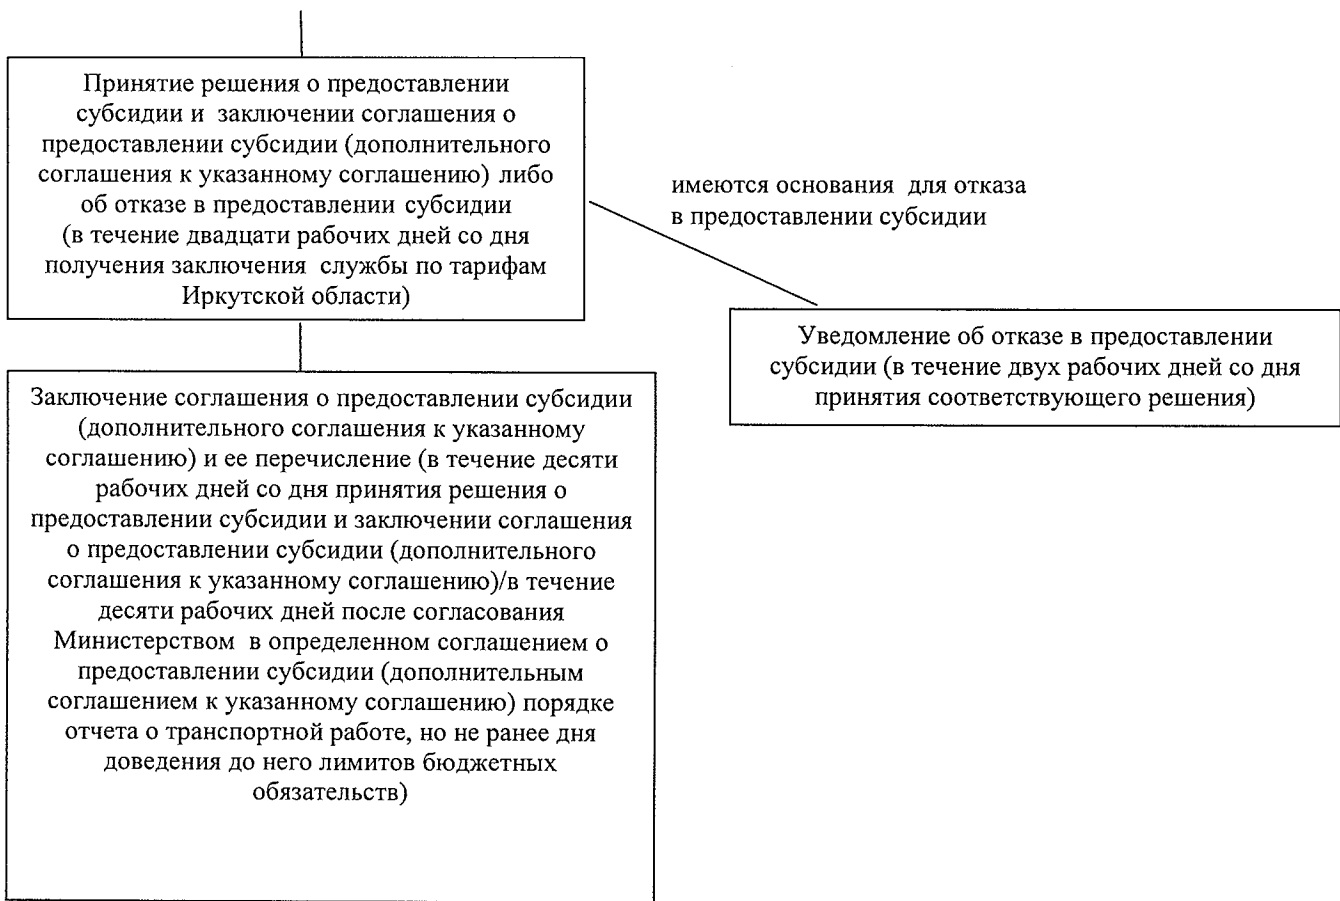 Принятие решения о предоставлении
субсидии и заключении соглашения о
предоставлении субсидии (дополнительного
соглашения к указанному соглашению) либо
об отказе в предоставлении субсидии
(в течение двадцати рабочих дней со дня
получения заключения службы по тарифам
Иркутской области)
имеются основания для отказа
в предоставлении субсидии
Уведомление об отказе в предоставлении
субсидии (в течение двух рабочих дней со дня
принятия соответствующего решения)
Заключение соглашения о предоставлении субсидии
(дополнительного соглашения к указанному
соглашению) и ее перечисление (в течение десяти
рабочих дней со дня принятия решения о
предоставлении субсидии и заключении соглашения
о предоставлении субсидии (дополнительного
соглашения к указанному соглашению)/в течение
десяти рабочих дней после согласования
Министерством в определенном соглашением о
предоставлении субсидии (дополнительным
соглашением к указанному соглашению) порядке
отчета о транспортной работе, но не ранее дня
доведения до него лимитов бюджетных
обязательств)